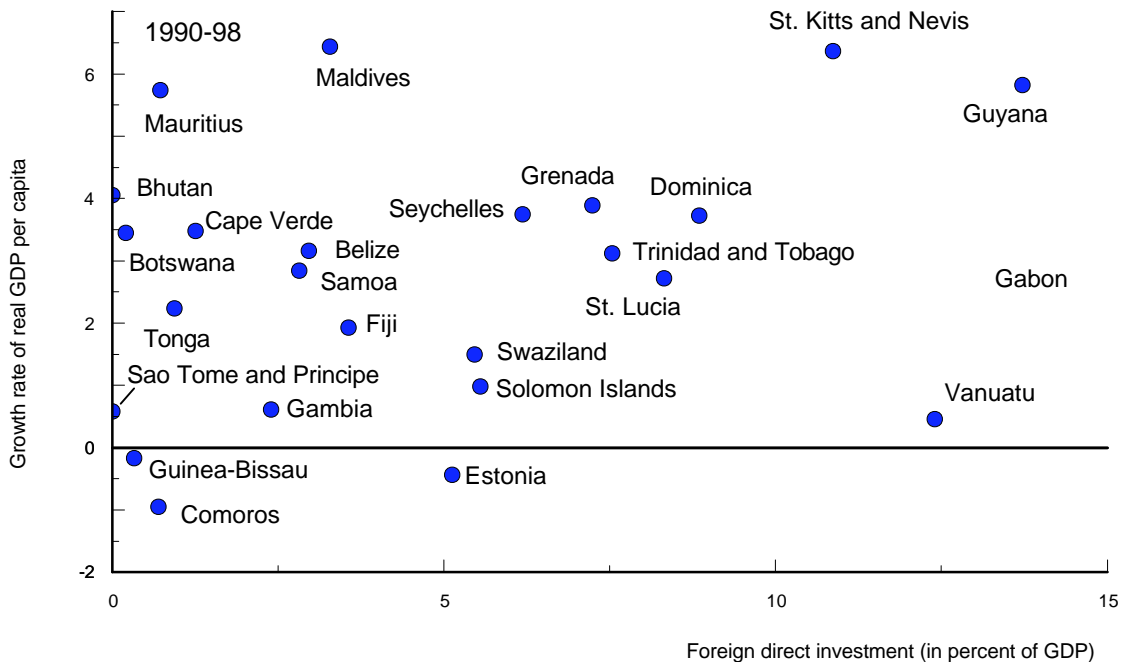 1990-98
St. Kitts and Nevis
Maldives
Mauritius
Guyana
Bhutan
Grenada
Dominica
Seychelles
Cape Verde
Belize
Trinidad and Tobago
Botswana
Samoa
Gabon
St. Lucia
Tonga
Fiji
Swaziland
Sao Tome and Principe
Solomon Islands
Vanuatu
Gambia
Guinea-Bissau
Estonia
Comoros
Growth rate of real GDP per capita
6
4
2
0
-2
0
5
10
15
Foreign direct investment (in percent of GDP)